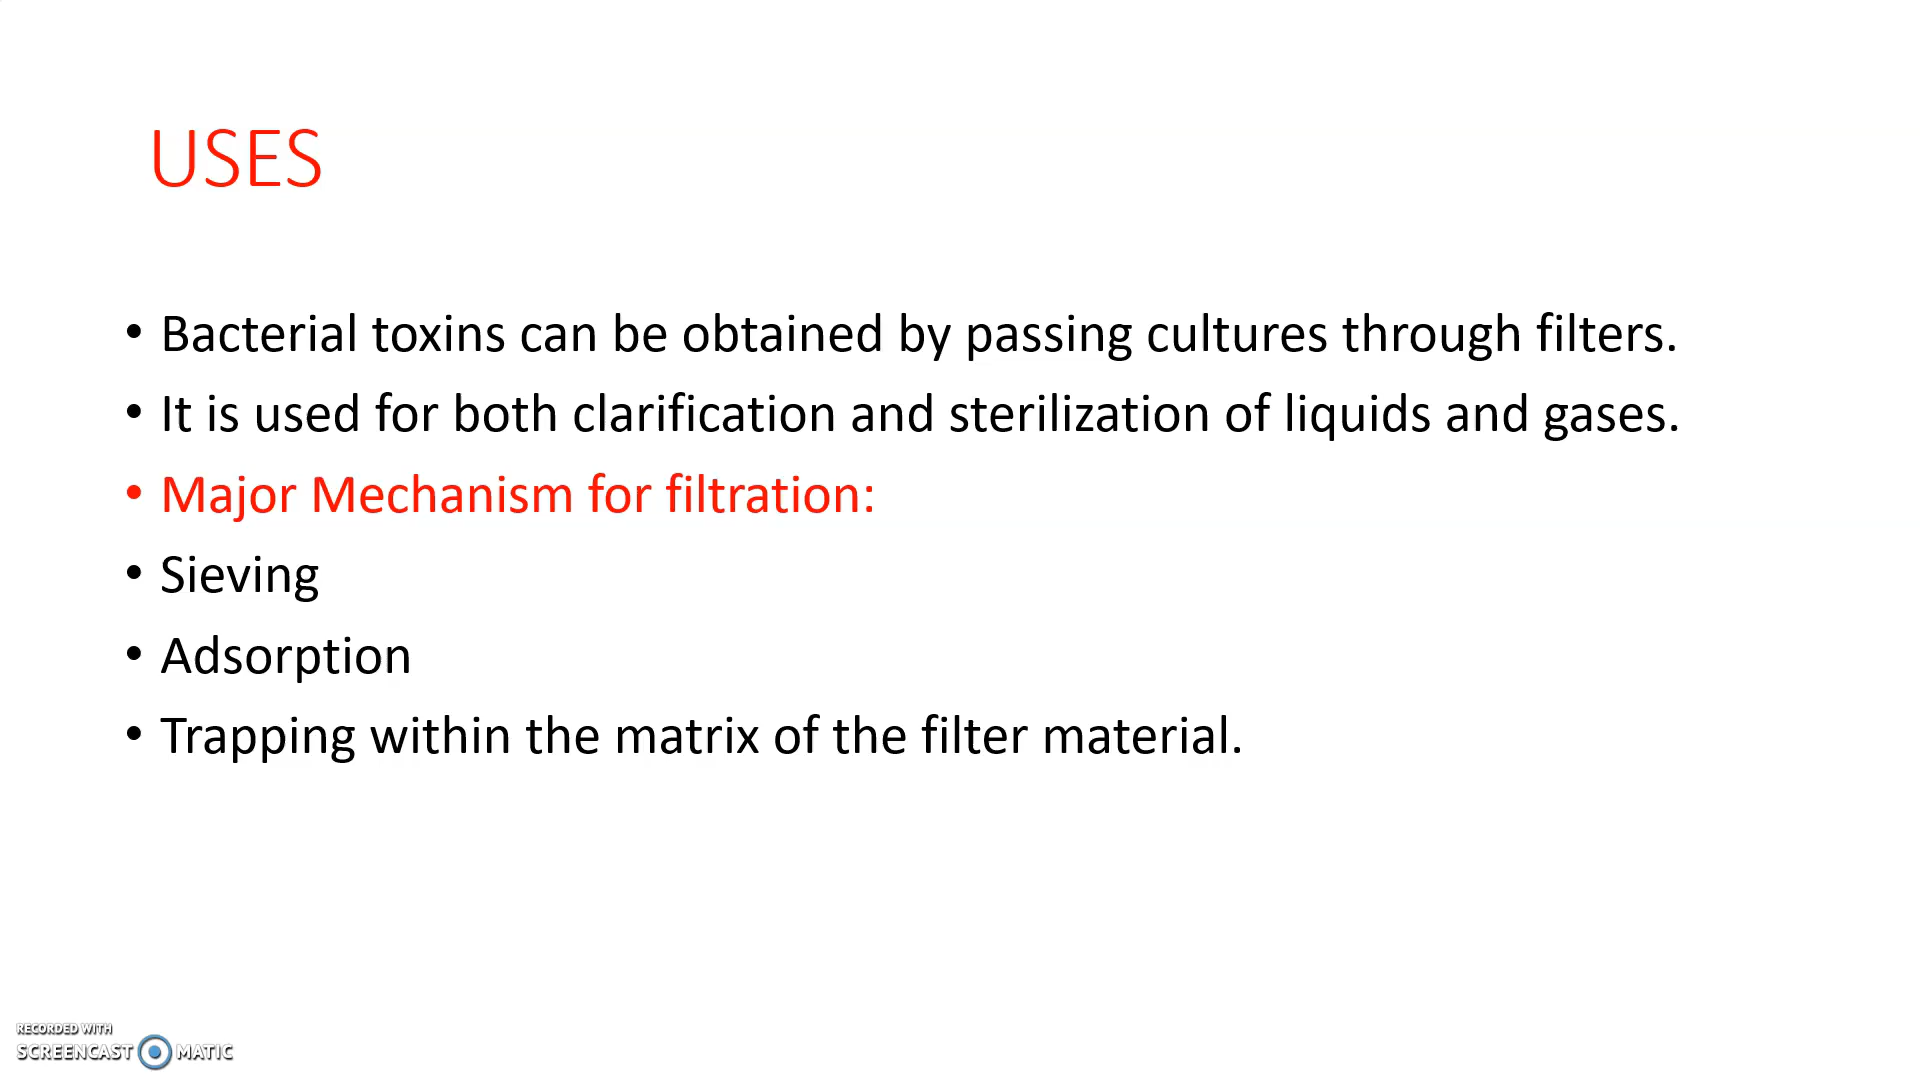 USES
• Bacterial toxins can be obtained by passing cultures through filters.
• It is used for both clarification and sterilization of liquids and gases.
• Major Mechanism for filtration:
• Sieving
• Adsorption
• Trapping within the matrix of the filter material.
RECORDED WITH
SCREENCAST MATIC